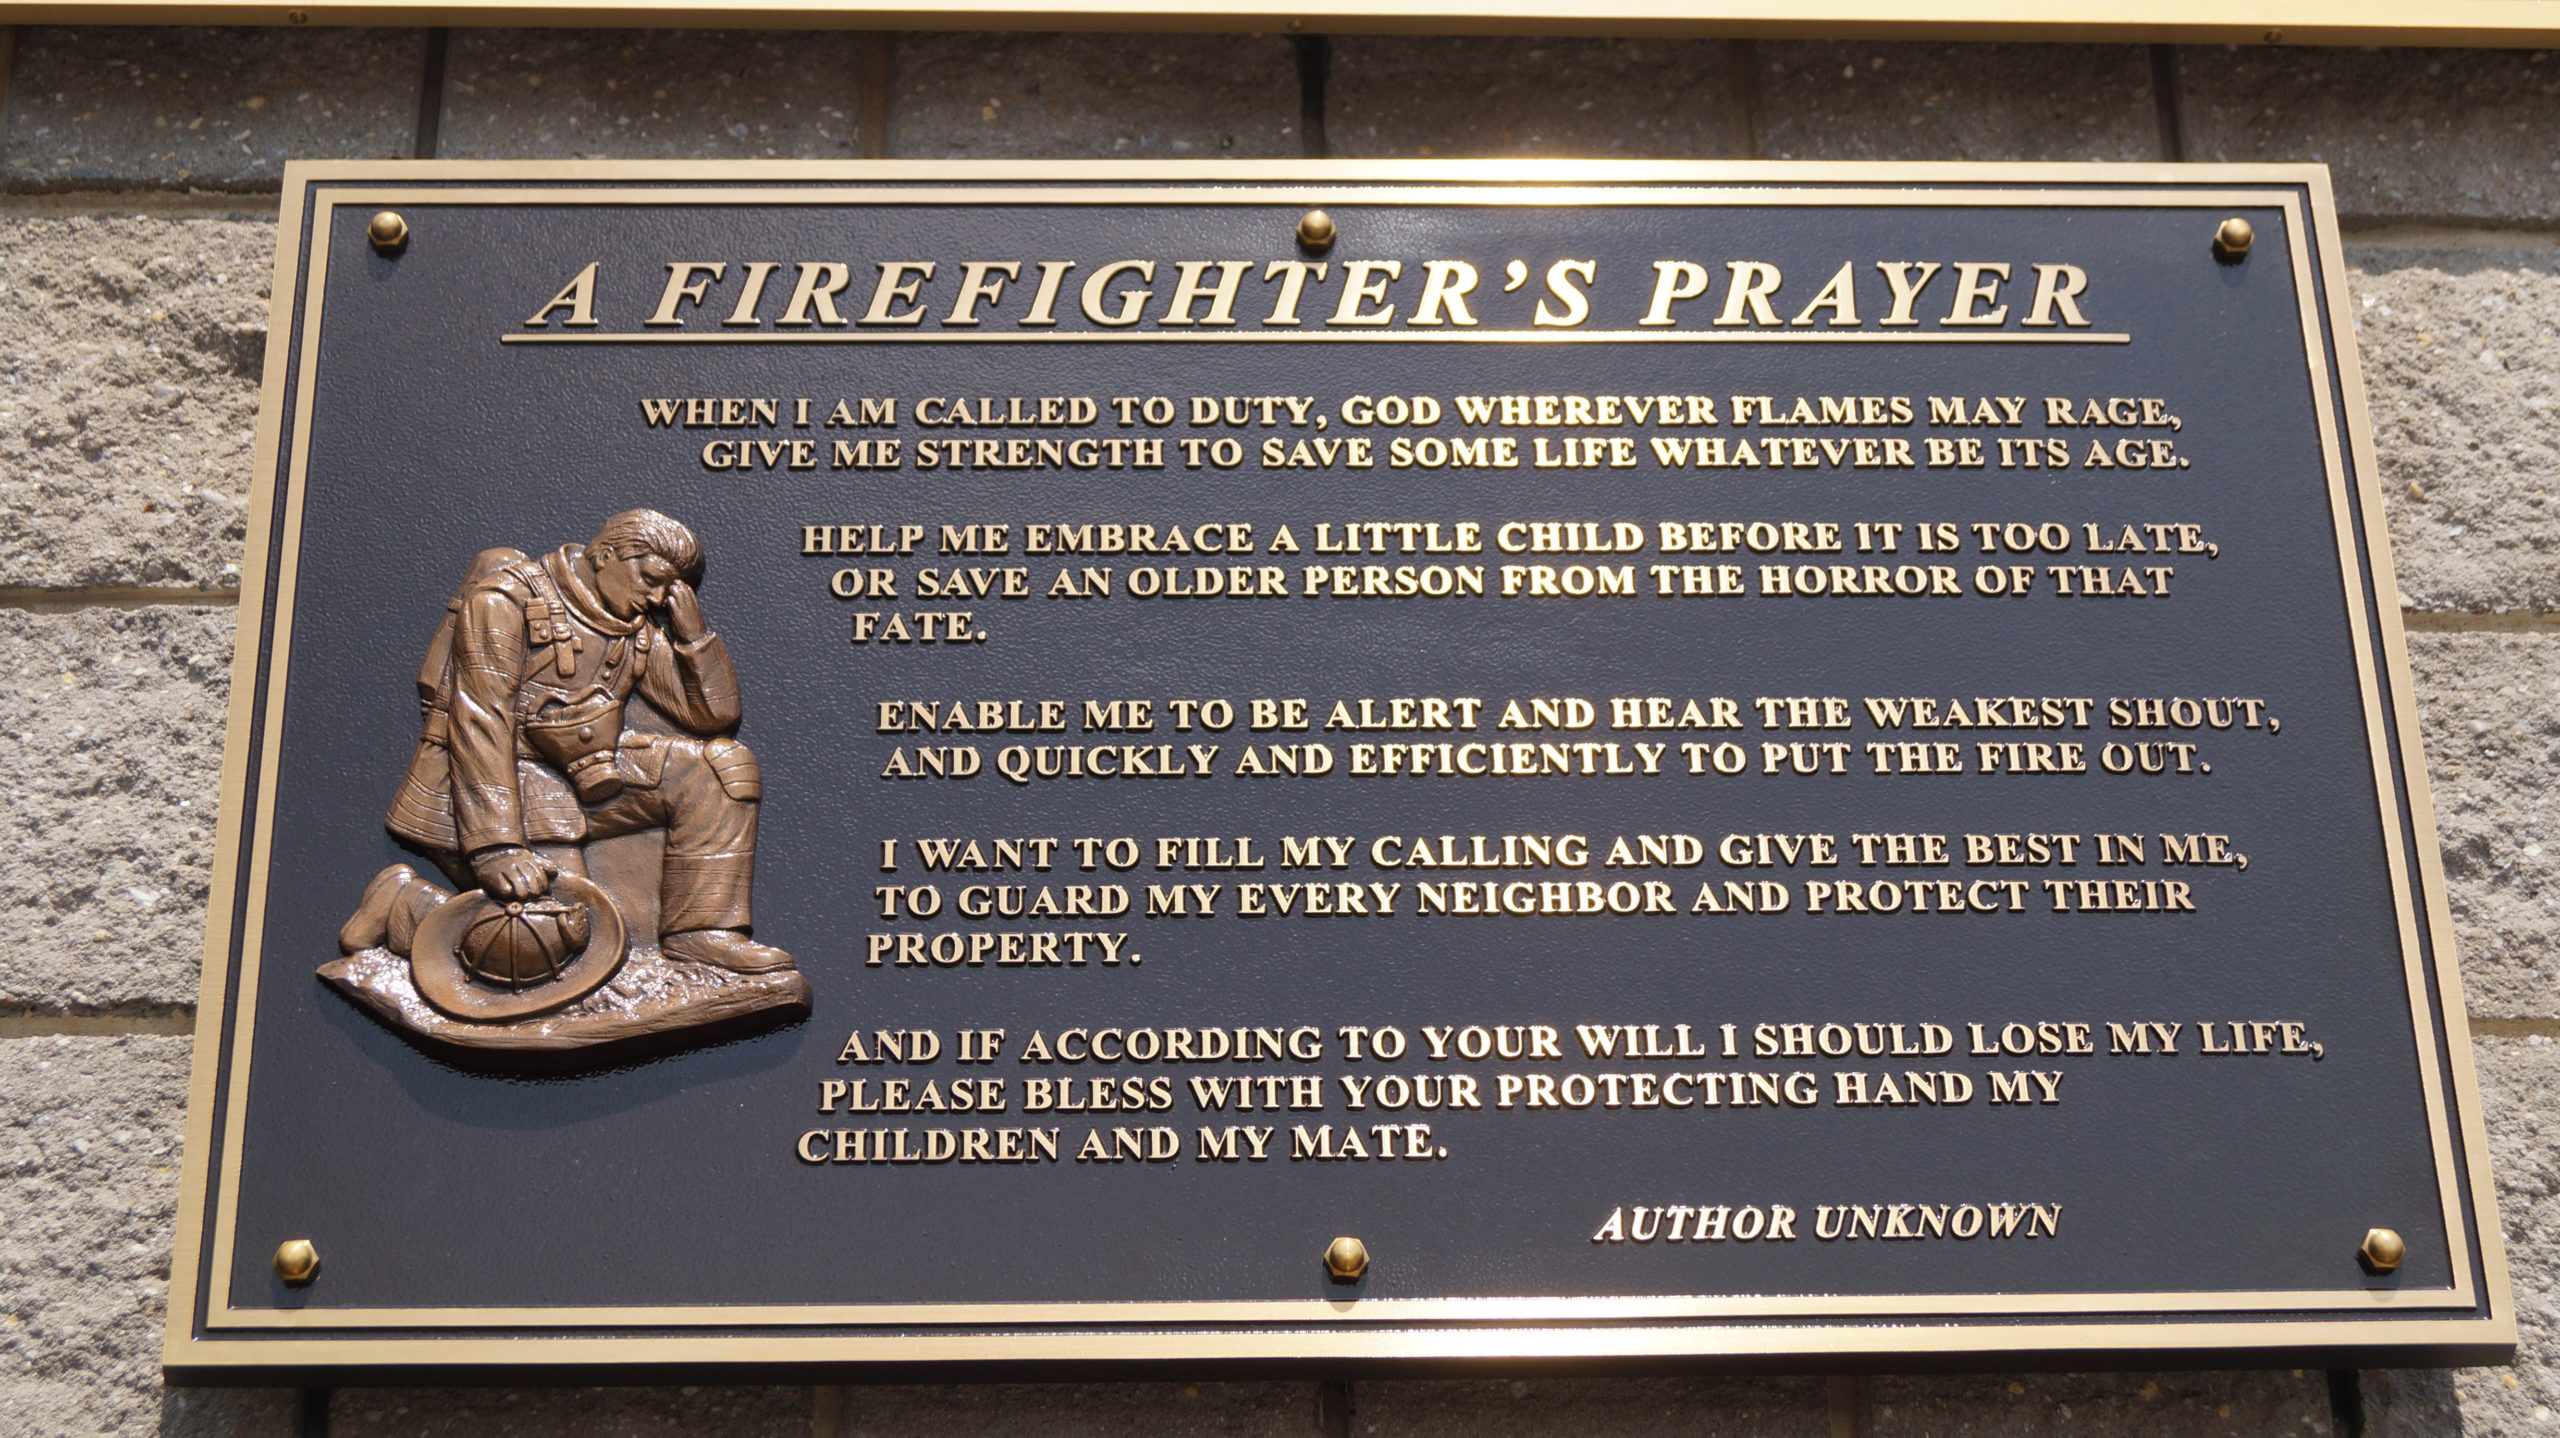 A FIREFIGHTER'S PRAYER
WHEN I AM CALLED TO DUTY, GOD WHEREVER FLAMES MAY RAGE,
GIVE ME STRENGTH TO SAVE SOME LIFE WHATEVER BE ITS AGE.
HELP ME EMBRACE A LITTLE CHILD BEFORE IT IS TOO LATE,
OR SAVE AN OLDER PERSON FROM THE HORROR OF THAT
FATE.
ENABLE ME TO BE ALERT AND HEAR THE WEAKEST SHOUT,
AND QUICKLY AND EFFICIENTLY TO PUT THE FIRE OUT.
I WANT TO FILL MY CALLING AND GIVE THE BEST IN ME,
TO GUARD MY EVERY NEIGHBOR AND PROTECT THEIR
PROPERTY.
AND IF ACCORDING TO YOUR WILL I SHOULD LOSE MY LIFE,
PLEASE BLESS WITH YOUR PROTECTING HAND MY
CHILDREN AND MY MATE.
AUTHOR UNKNOWN